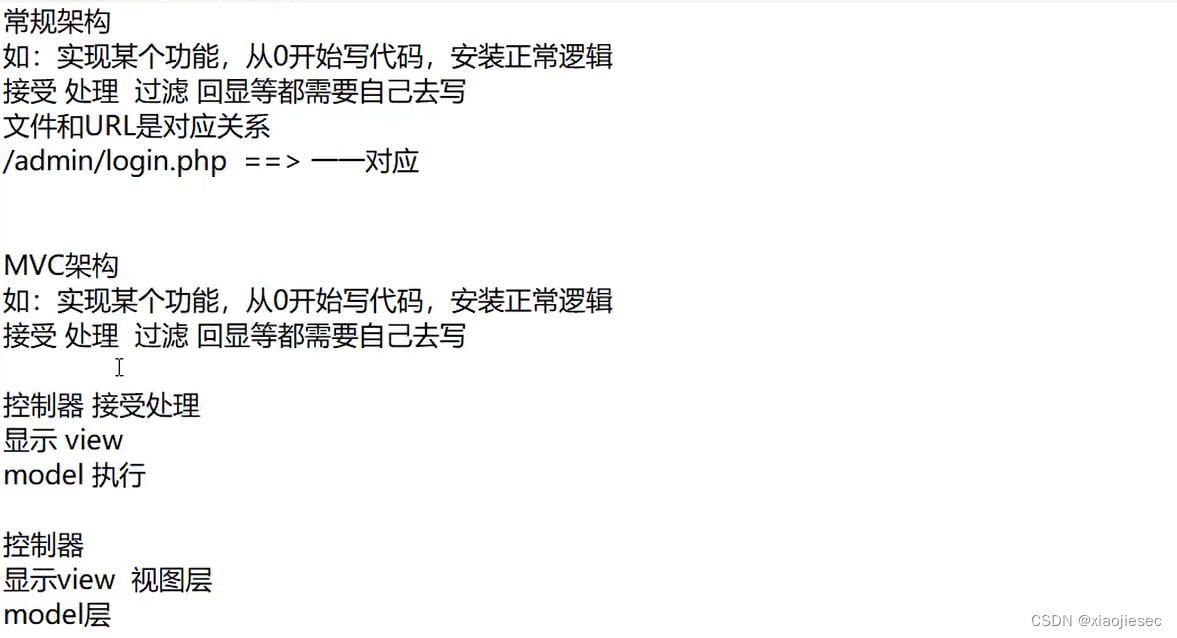 常规架构
如：实现某个功能，从0开始写代码，安装正常逻辑
接受 处理  过滤 回显等都需要自己去写
文件和URL是对应关系
/admin/login.php  ==> 一一对应
MVC架构
如：实现某个功能，从0开始写代码，安装正常逻辑
接受 处理  过滤 回显等都需要自己去写
控制器 接受处理
显示 view
model 执行
控制器
显示view  视图层
model层
CSDN @xiaojiesec